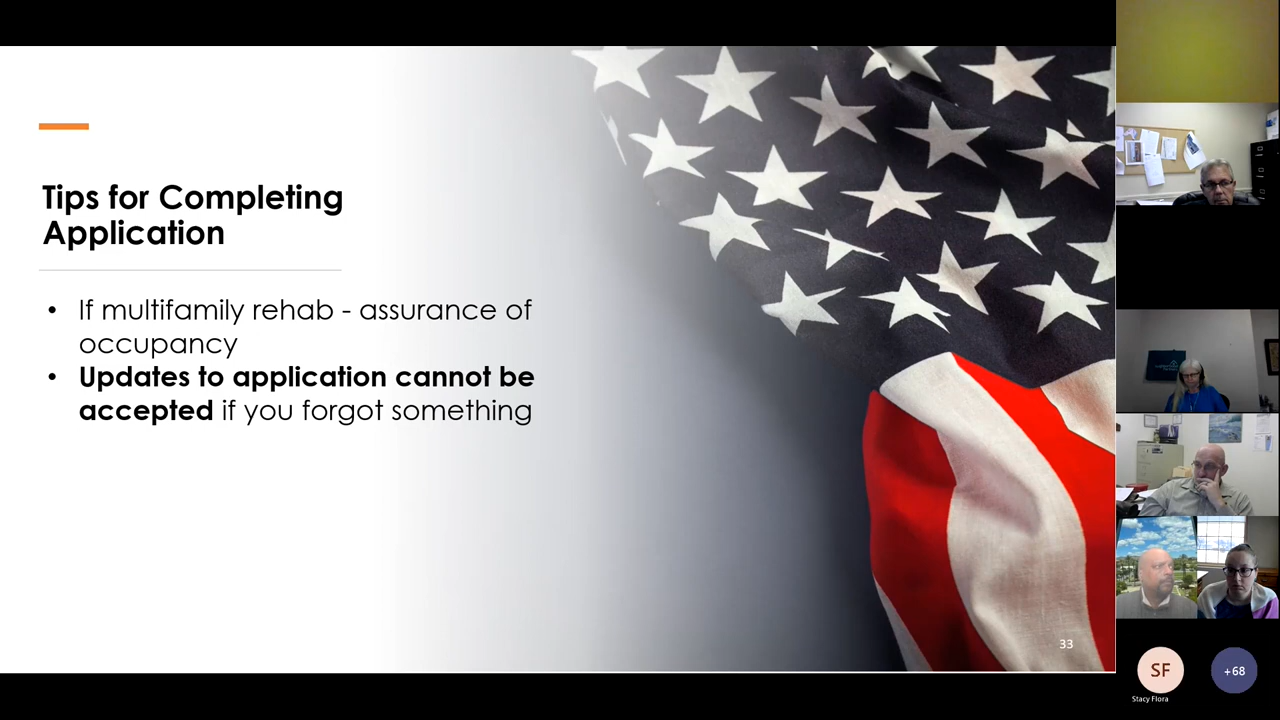 Tips for Completing
Application
• If multifamily rehab - assurance of
occupancy
• Updates to application cannot be
accepted if you forgot something
33
SF
+68
Stacy Flora